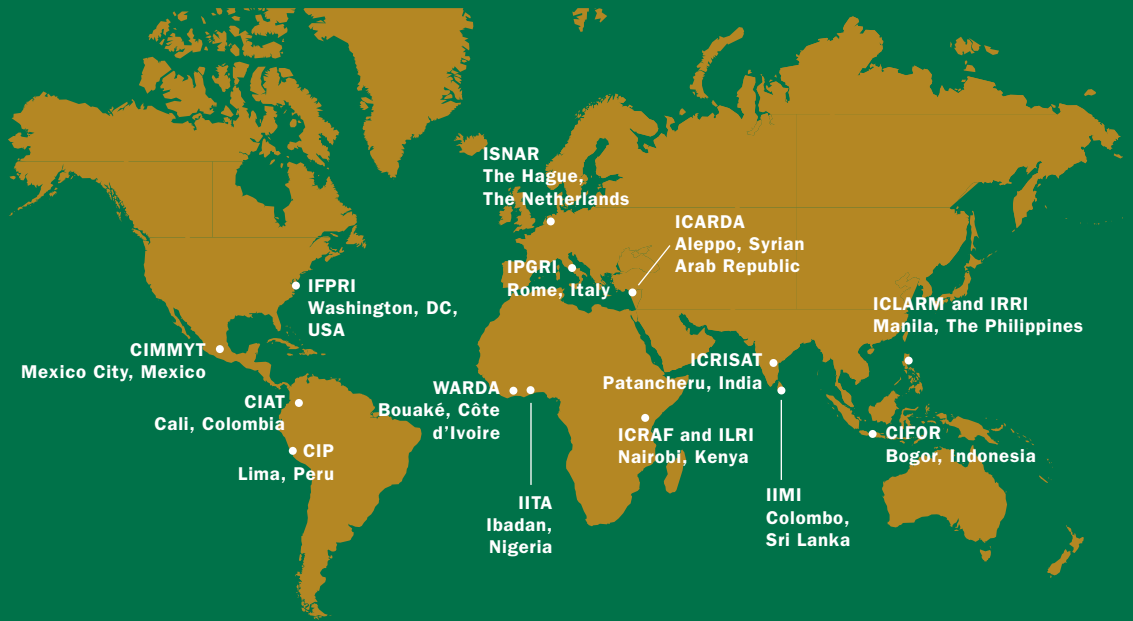 ISNAR
The Hague,
The Netherlands
ICARDA
Aleppo, Syrian
Arab Republic
IPGRI
Rome, Italy
IFPRI
Washington, DC,
USA
ICLARM and IRRI
Manila, The Philippines
CIMMYT
Mexico City, Mexico
ICRISAT
Patancheru, India
WARDA
Bouaké, Côte
d'Ivoire
CIAT
Cali, Colombia
ICRAF and ILRI
Nairobi, Kenya
CIFOR
Bogor, Indonesia
CIP
Lima, Peru
IITA
Ibadan,
Nigeria
IIMI
Colombo,
Sri Lanka